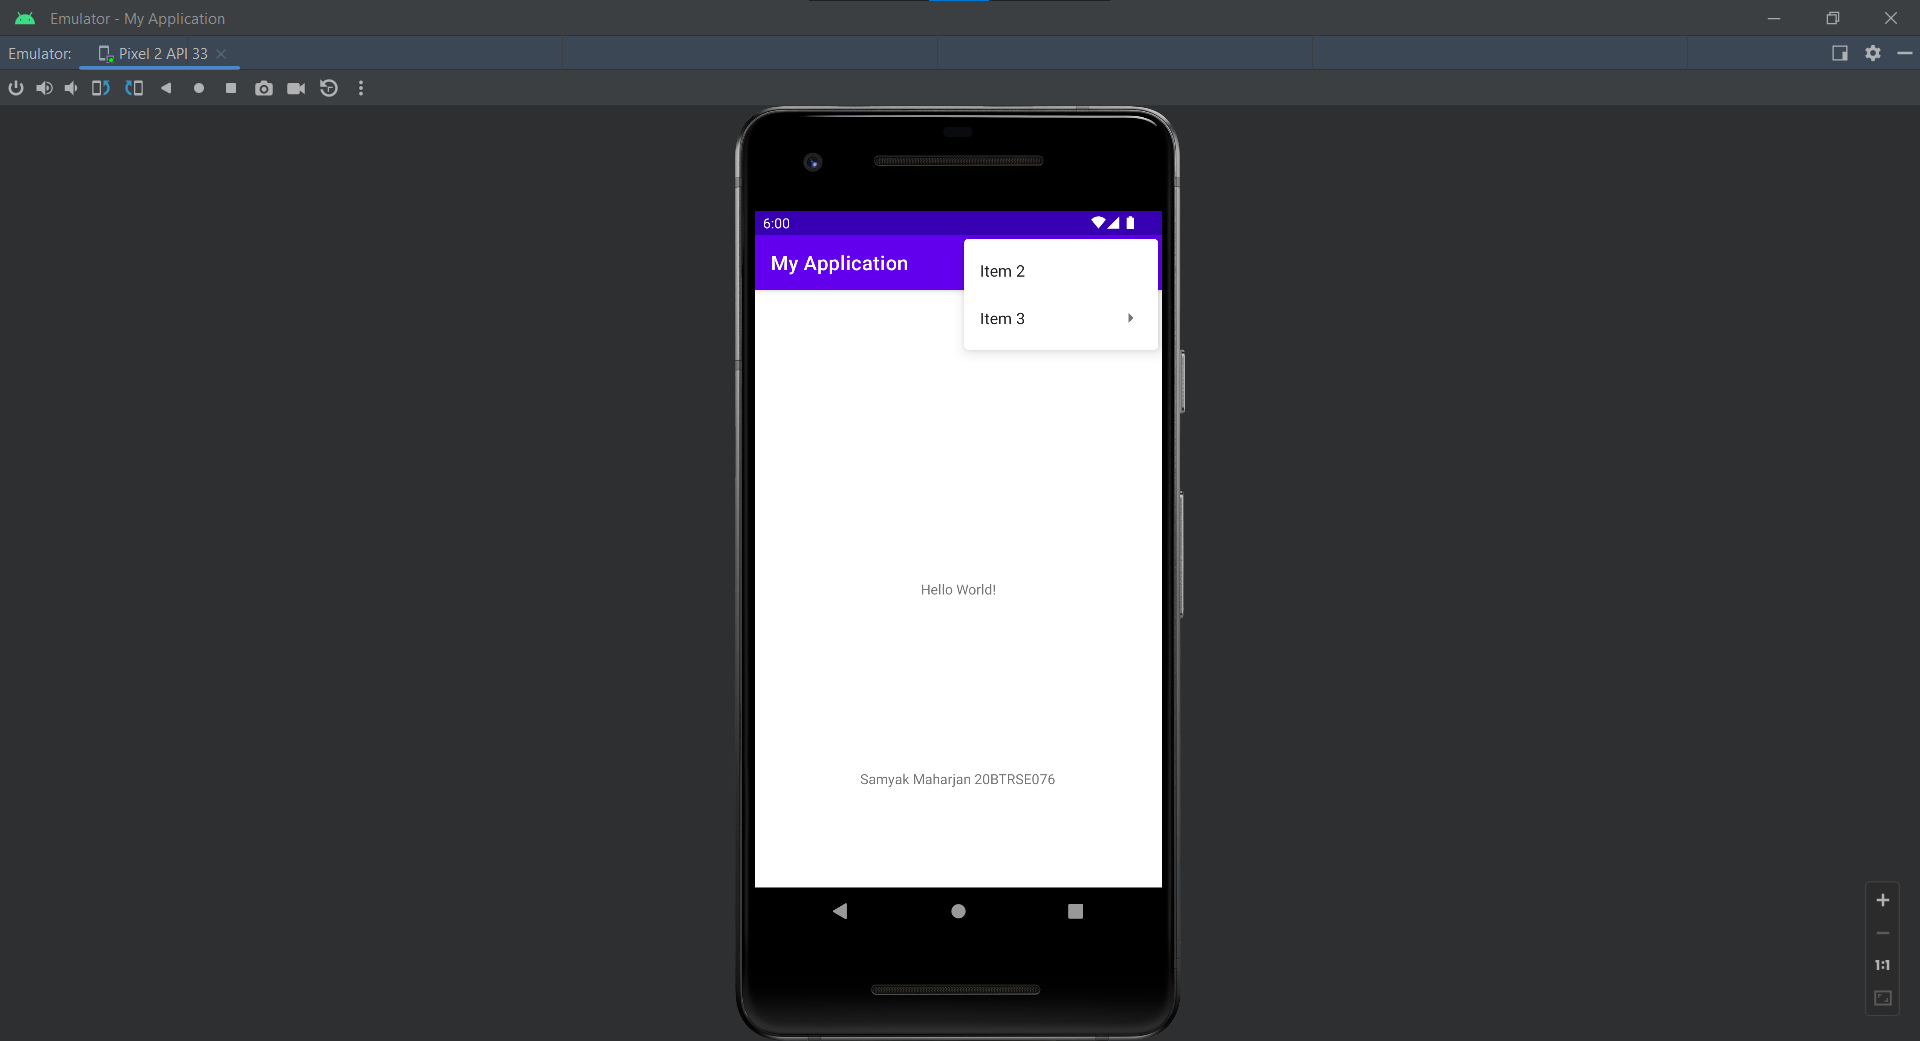 Emulator - My Application
Emulator: Pixel 2 API 33
6:00
My Application
Item 2
Item 3
Hello World!
Samyak Maharjan 20BTRSE076
1:1